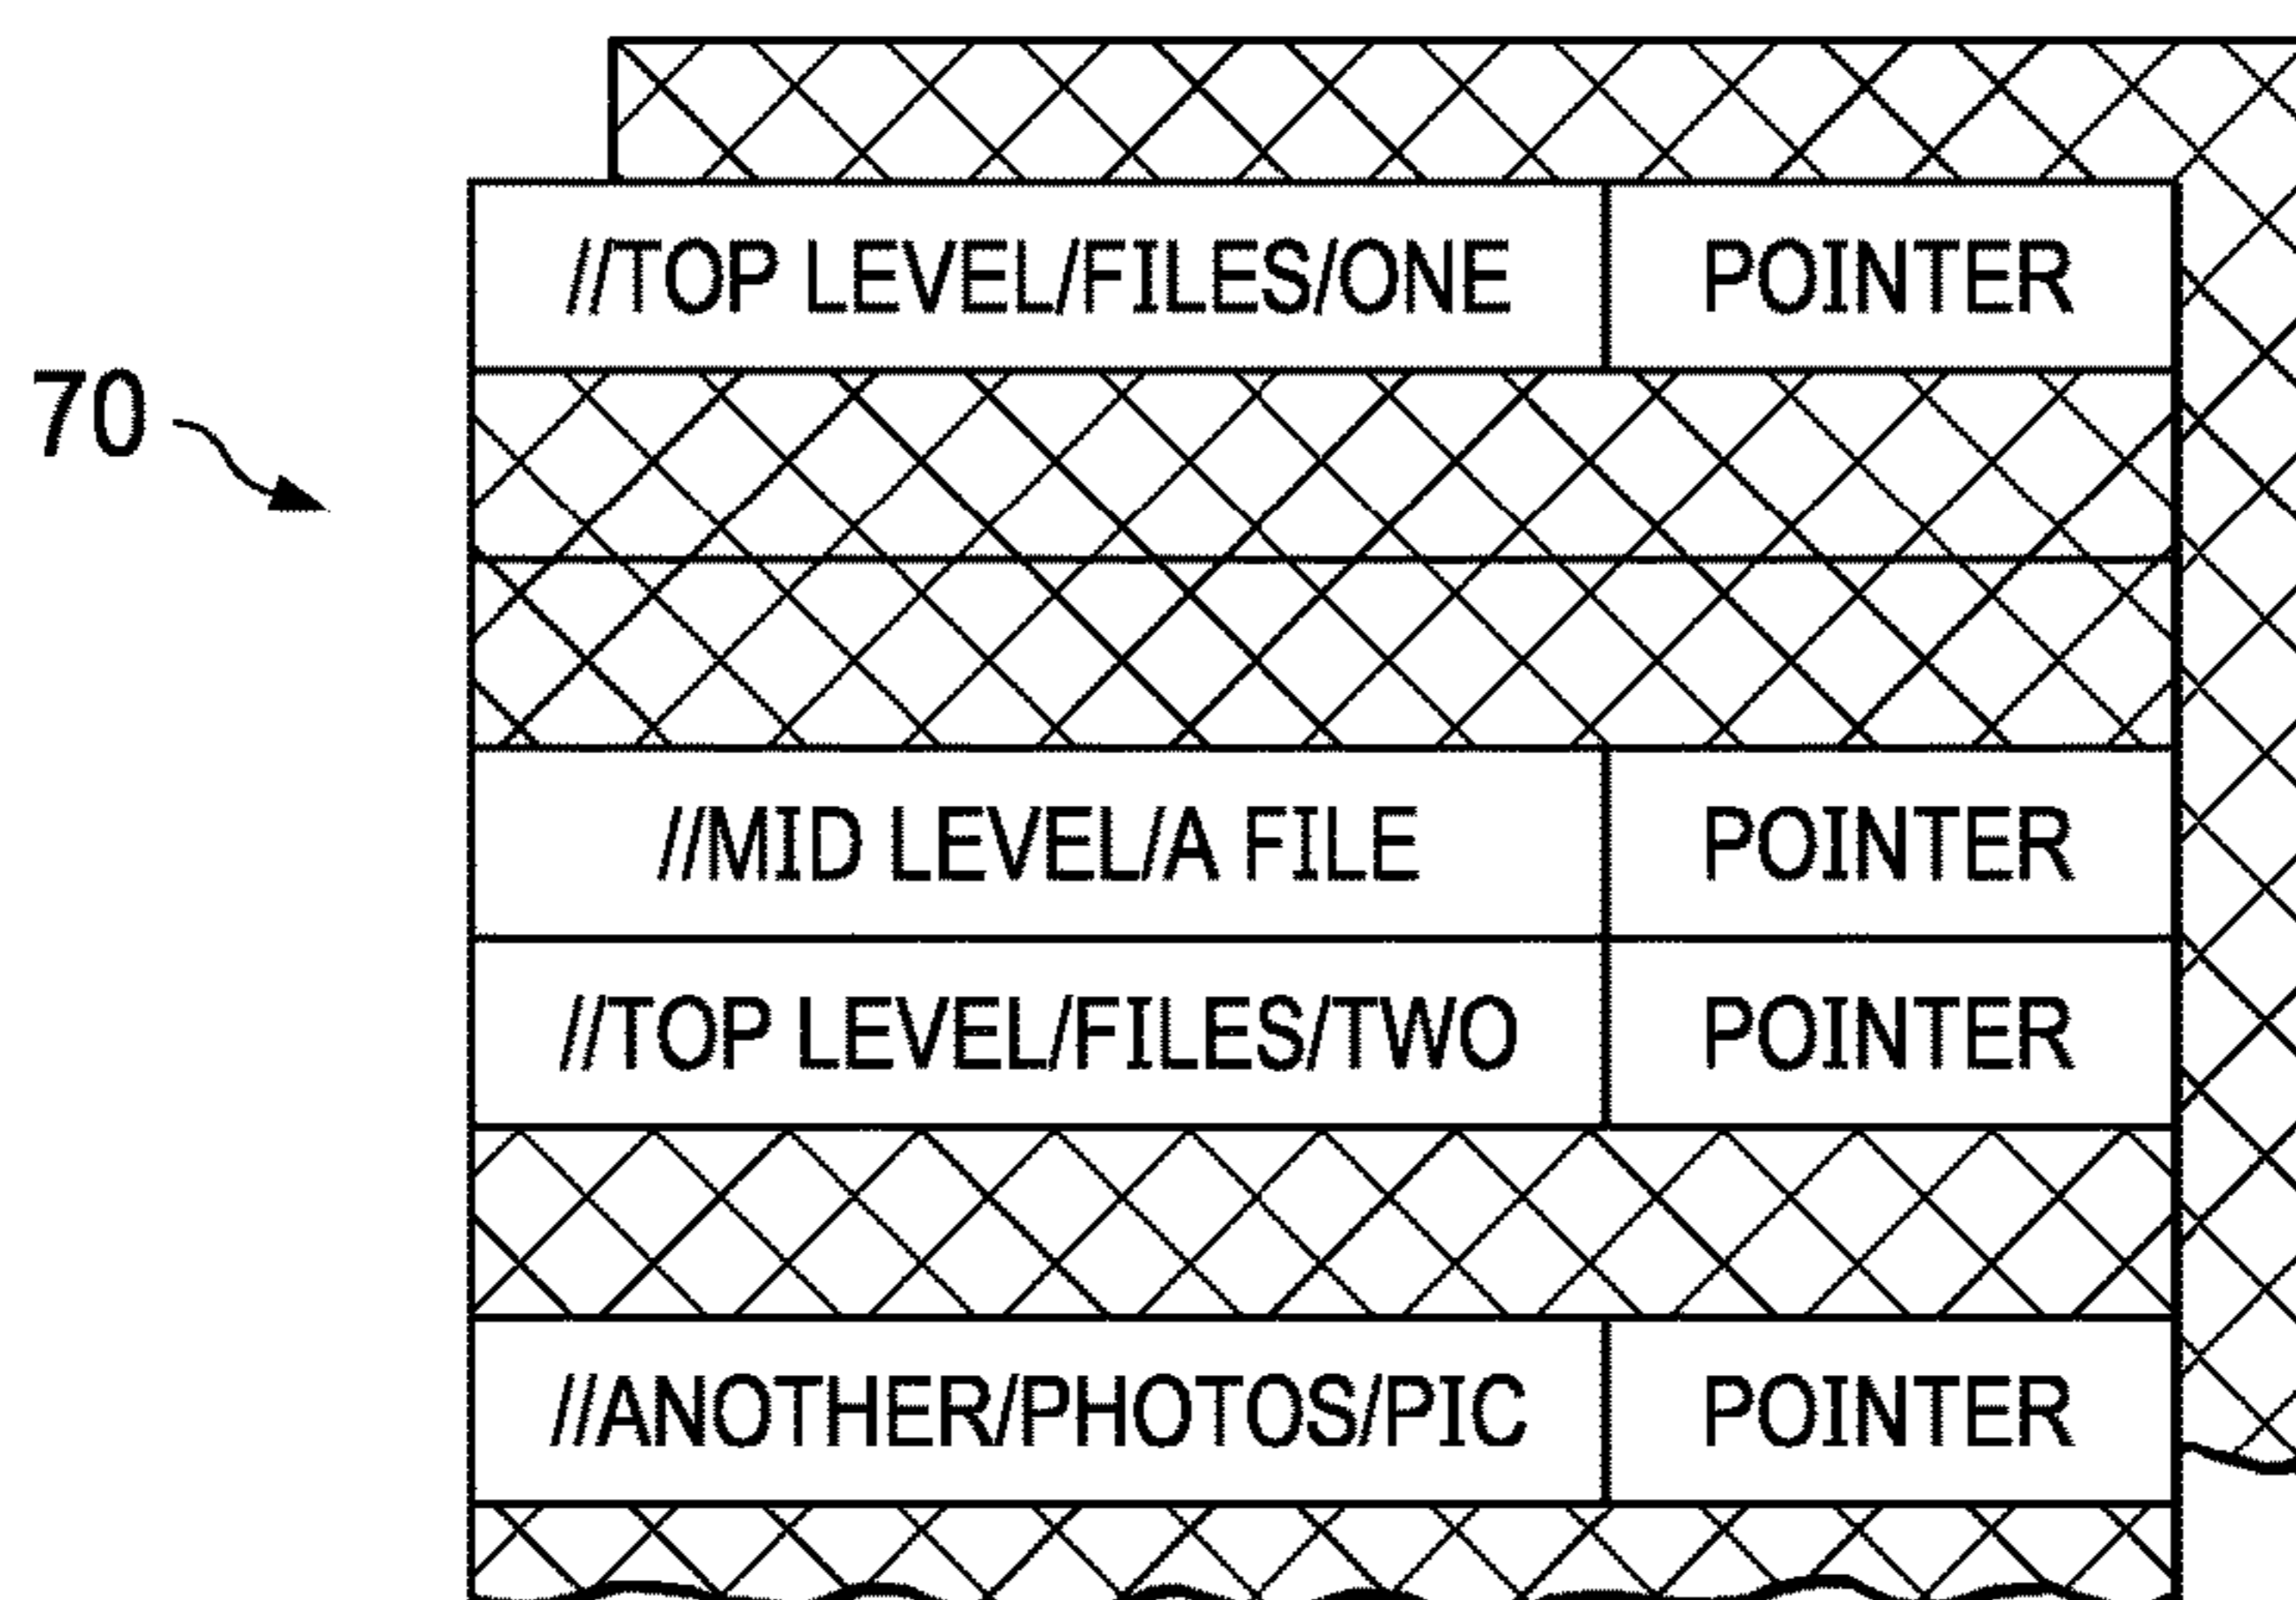 //TOP LEVEL/FILES/ONE POINTER
70
//MID LEVEL/A FILE POINTER
//TOP LEVEL/FILES/TWO POINTER
//ANOTHER/PHOTOS/PIC POINTER